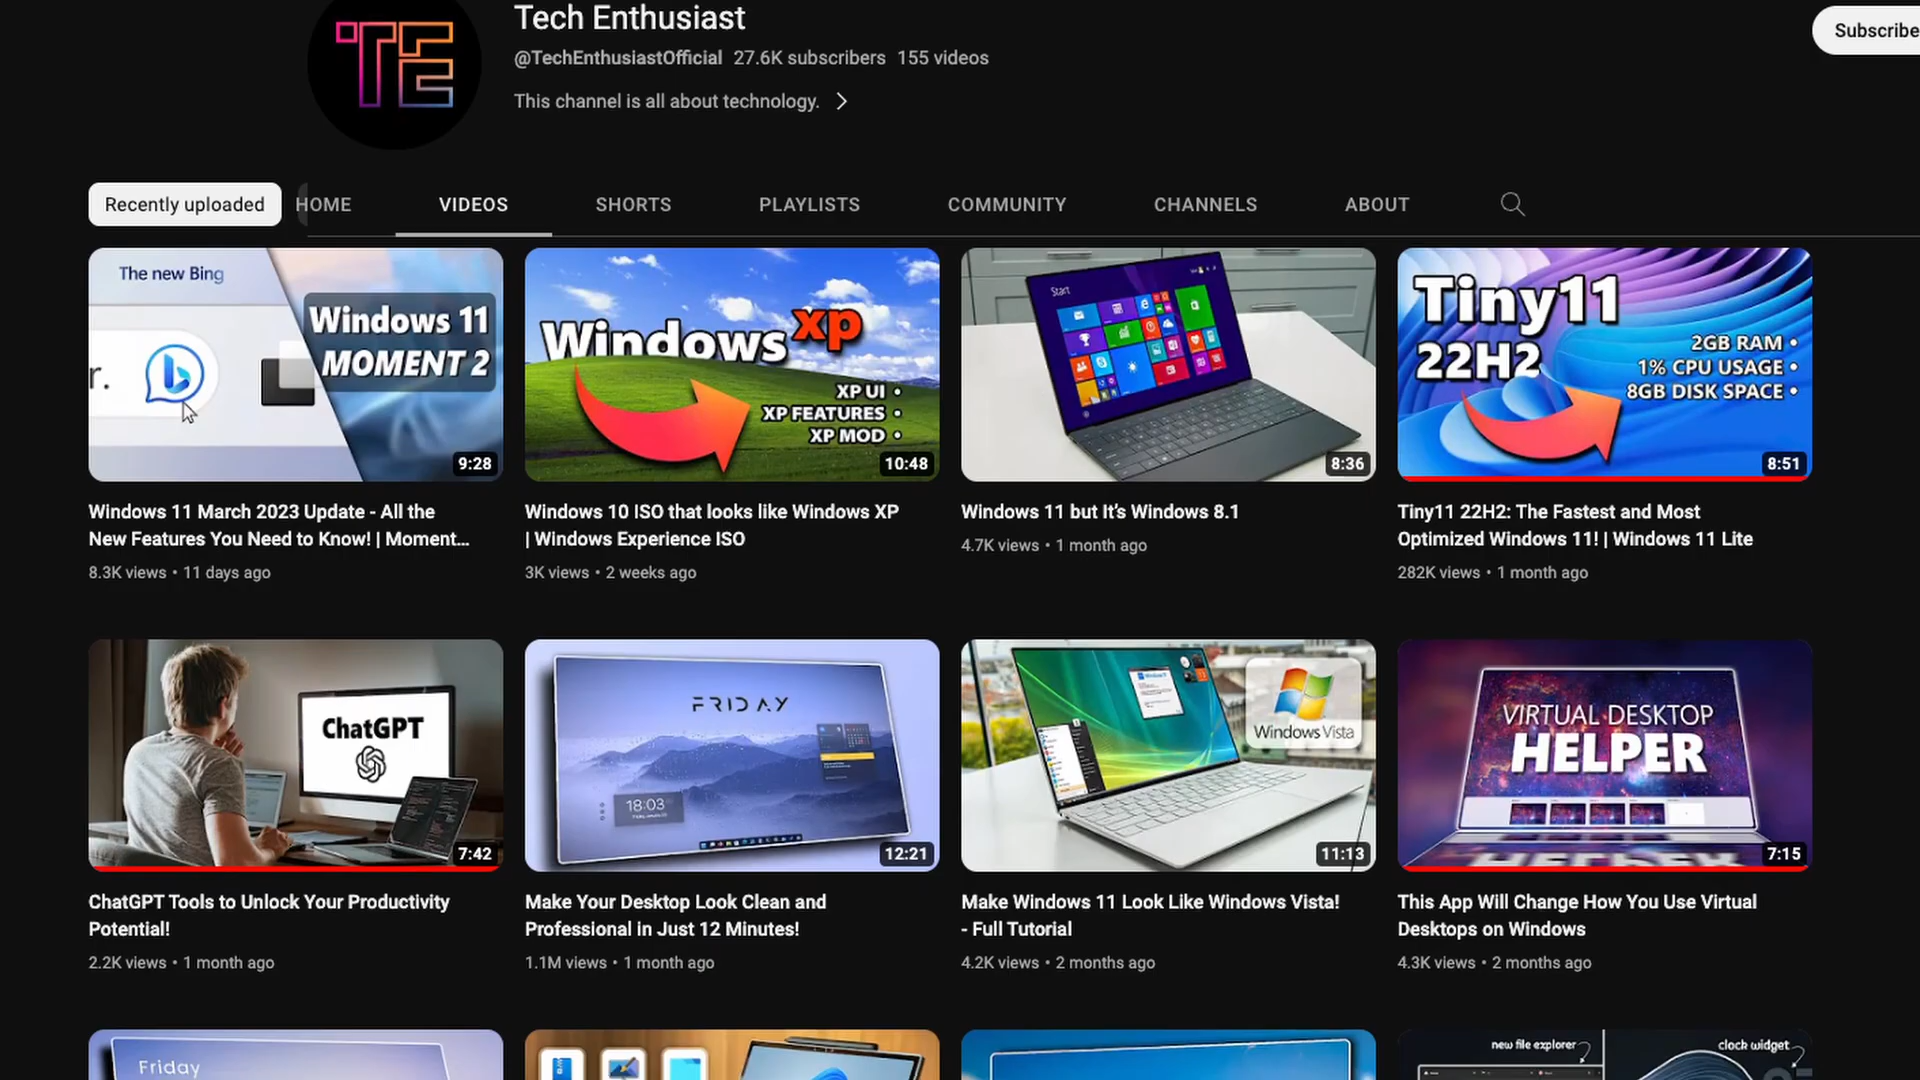 TE
Tech Enthusiast
@TechEnthusiastOfficial 27.6K subscribers 155 videos
This channel is all about technology.
Subscribe
Recently uploaded
HOME
VIDEOS
SHORTS
PLAYLISTS
COMMUNITY
CHANNELS
ABOUT
The new Bing
r.
Windows 11
MOMENT 2
9:28
Windows xp
XP UI •
XP FEATURES •
XP MOD •
10:48
Start
8:36
Tiny11
22H2
2GB RAM •
1% CPU USAGE •
8GB DISK SPACE •
8:51
Windows 11 March 2023 Update - All the
New Features You Need to Know! | Moment...
8.3K views • 11 days ago
Windows 10 ISO that looks like Windows XP
| Windows Experience ISO
3K views • 2 weeks ago
Windows 11 but It's Windows 8.1
4.7K views • 1 month ago
Tiny11 22H2: The Fastest and Most
Optimized Windows 11! | Windows 11 Lite
282K views • 1 month ago
ChatGPT
7:42
FRIDAY
18:03
12:21
Windows Vista
11:13
VIRTUAL DESKTOP
HELPER
7:15
ChatGPT Tools to Unlock Your Productivity
Potential!
2.2K views • 1 month ago
Make Your Desktop Look Clean and
Professional in Just 12 Minutes!
1.1M views • 1 month ago
Make Windows 11 Look Like Windows Vista!
- Full Tutorial
4.2K views • 2 months ago
This App Will Change How You Use Virtual
Desktops on Windows
4.3K views • 2 months ago
Friday
new file explorer
clock widget